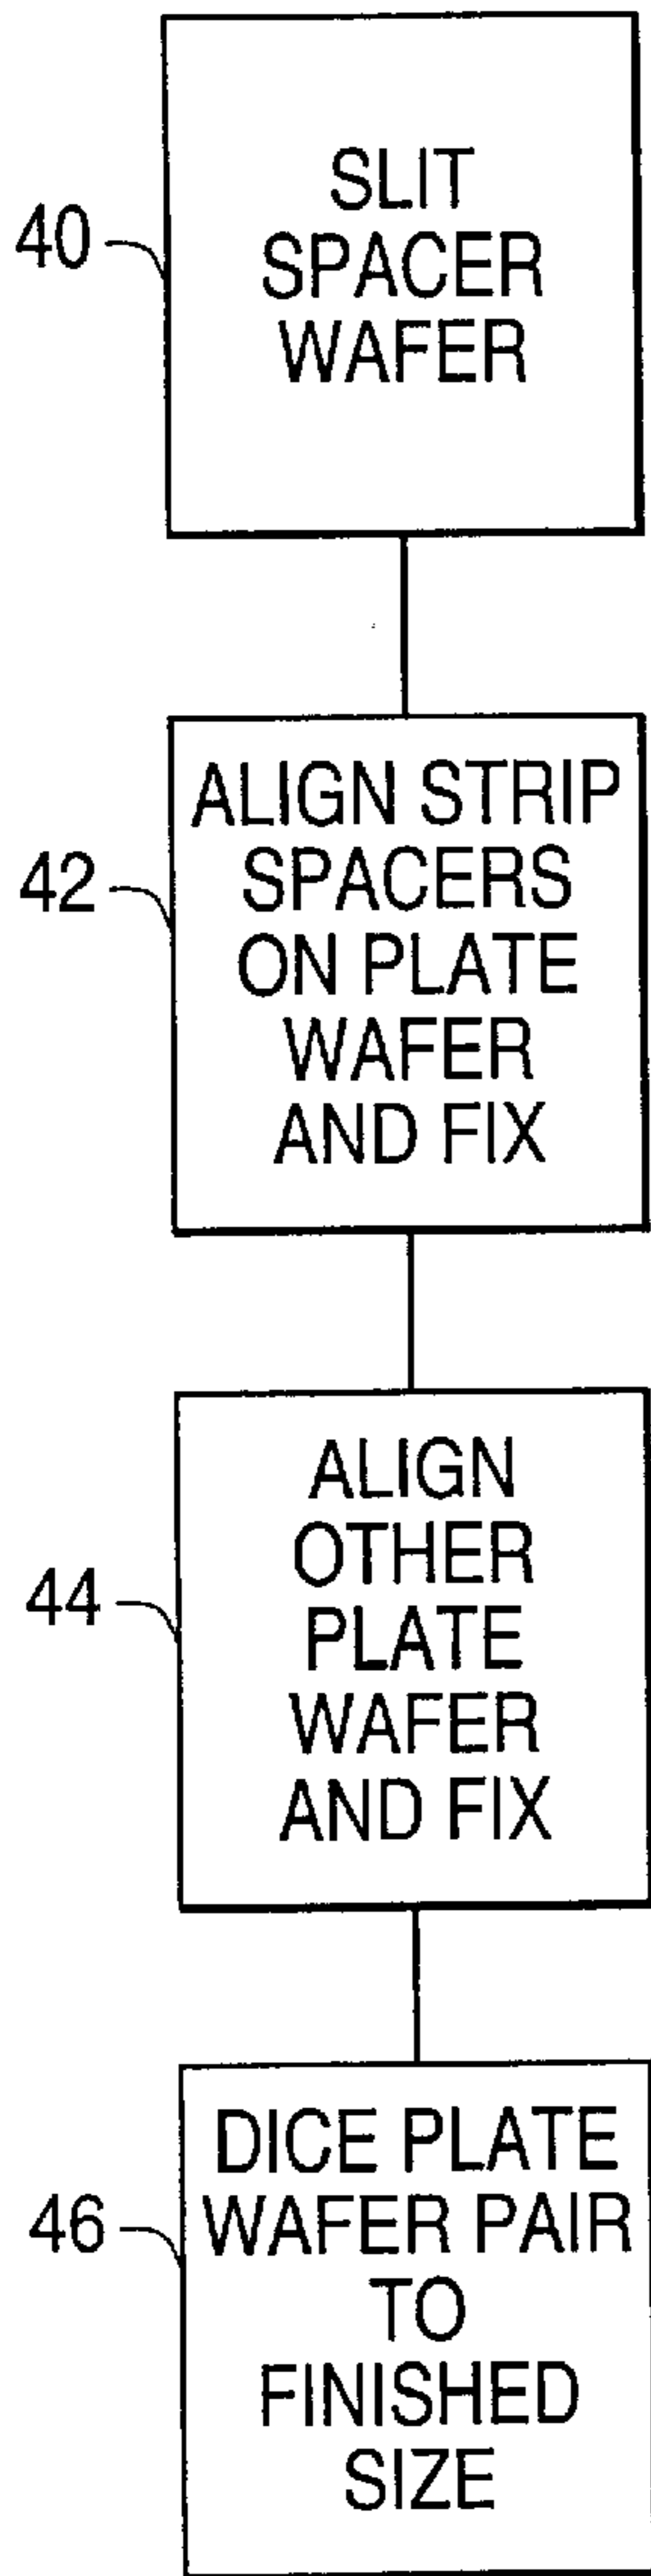 40
SLIT
SPACER
WAFER
42
ALIGN STRIP
SPACERS
ON PLATE
WAFER
AND FIX
44
ALIGN
OTHER
PLATE
WAFER
AND FIX
46
DICE PLATE
WAFER PAIR
TO
FINISHED
SIZE